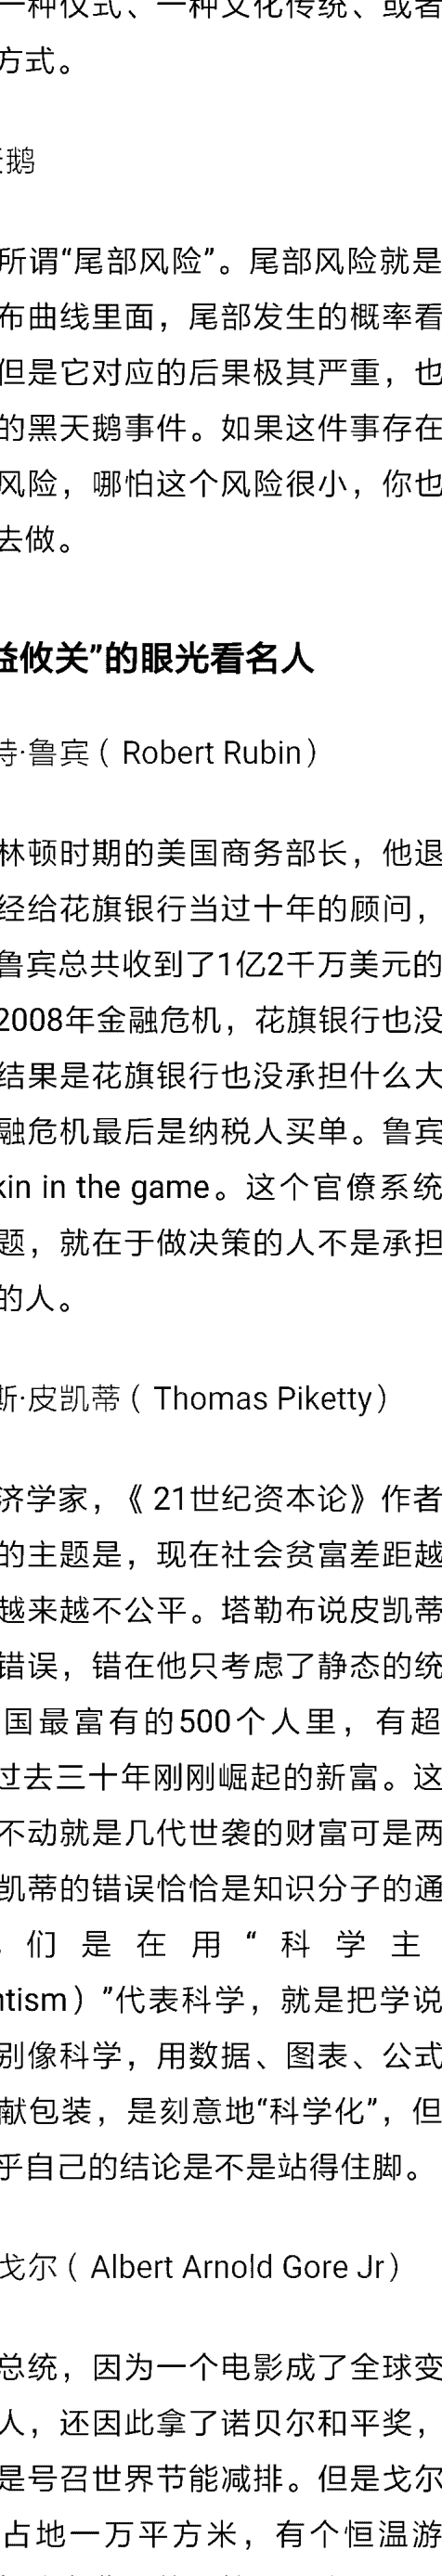 一种仪式、一种文化传统、或者
方式。
天鹅
所谓“尾部风险”。尾部风险就是
布曲线里面，尾部发生的概率看
但是它对应的后果极其严重，也
的黑天鹅事件。如果这件事存在
风险，哪怕这个风险很小，你也
去做。
益攸关”的眼光看名人
特·鲁宾（ Robert Rubin）
林顿时期的美国商务部长，他退
经给花旗银行当过十年的顾问，
鲁宾总共收到了1亿2千万美元的
2008年金融危机，花旗银行也没
结果是花旗银行也没承担什么大
融危机最后是纳税人买单。鲁宾
kin in the game。这个官僚系统
题，就在于做决策的人不是承担
的人。
斯·皮凯蒂（ Thomas Piketty）
济学家，《 21世纪资本论》作者
的主题是，现在社会贫富差距越
越来越不公平。塔勒布说皮凯蒂
错误，错在他只考虑了静态的统
国最富有的500个人里，有超
过去三十年刚刚崛起的新富。这
不动就是几代世袭的财富可是两
凯蒂的错误恰恰是知识分子的通
们是在用“科学主
ntism）”代表科学，就是把学说
别像科学，用数据、图表、公式
献包装，是刻意地“科学化”，但
乎自己的结论是不是站得住脚。
戈尔（ Albert Arnold Gore Jr）
总统，因为一个电影成了全球变
人，还因此拿了诺贝尔和平奖，
是号召世界节能减排。但是戈尔
占地一万平方米，有个恒温游